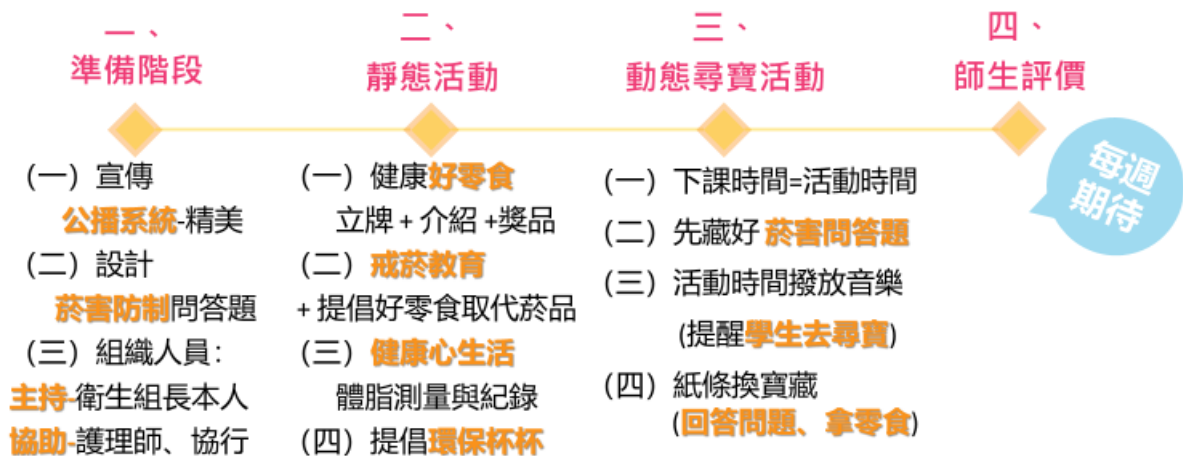 一、
準備階段
(一)宣傳
公播系統-精美
(二)設計
菸害防制問答題
(三)組織人員:
主持-衛生組長本人
協助-護理師、協行
二、
靜態活動
(一)健康好零食
立牌 + 介紹 +獎品
(二)戒菸教育
+ 提倡好零食取代菸品
(三)健康心生活
體脂測量與紀錄
(四)提倡環保杯杯
三、
動態尋寶活動
(一)下課時間=活動時間
(二)先藏好 菸害問答題
(三)活動時間撥放音樂
(提醒學生去尋寶)
(四)紙條換寶藏
(回答問題、拿零食)
四、
師生評價
每週
期待